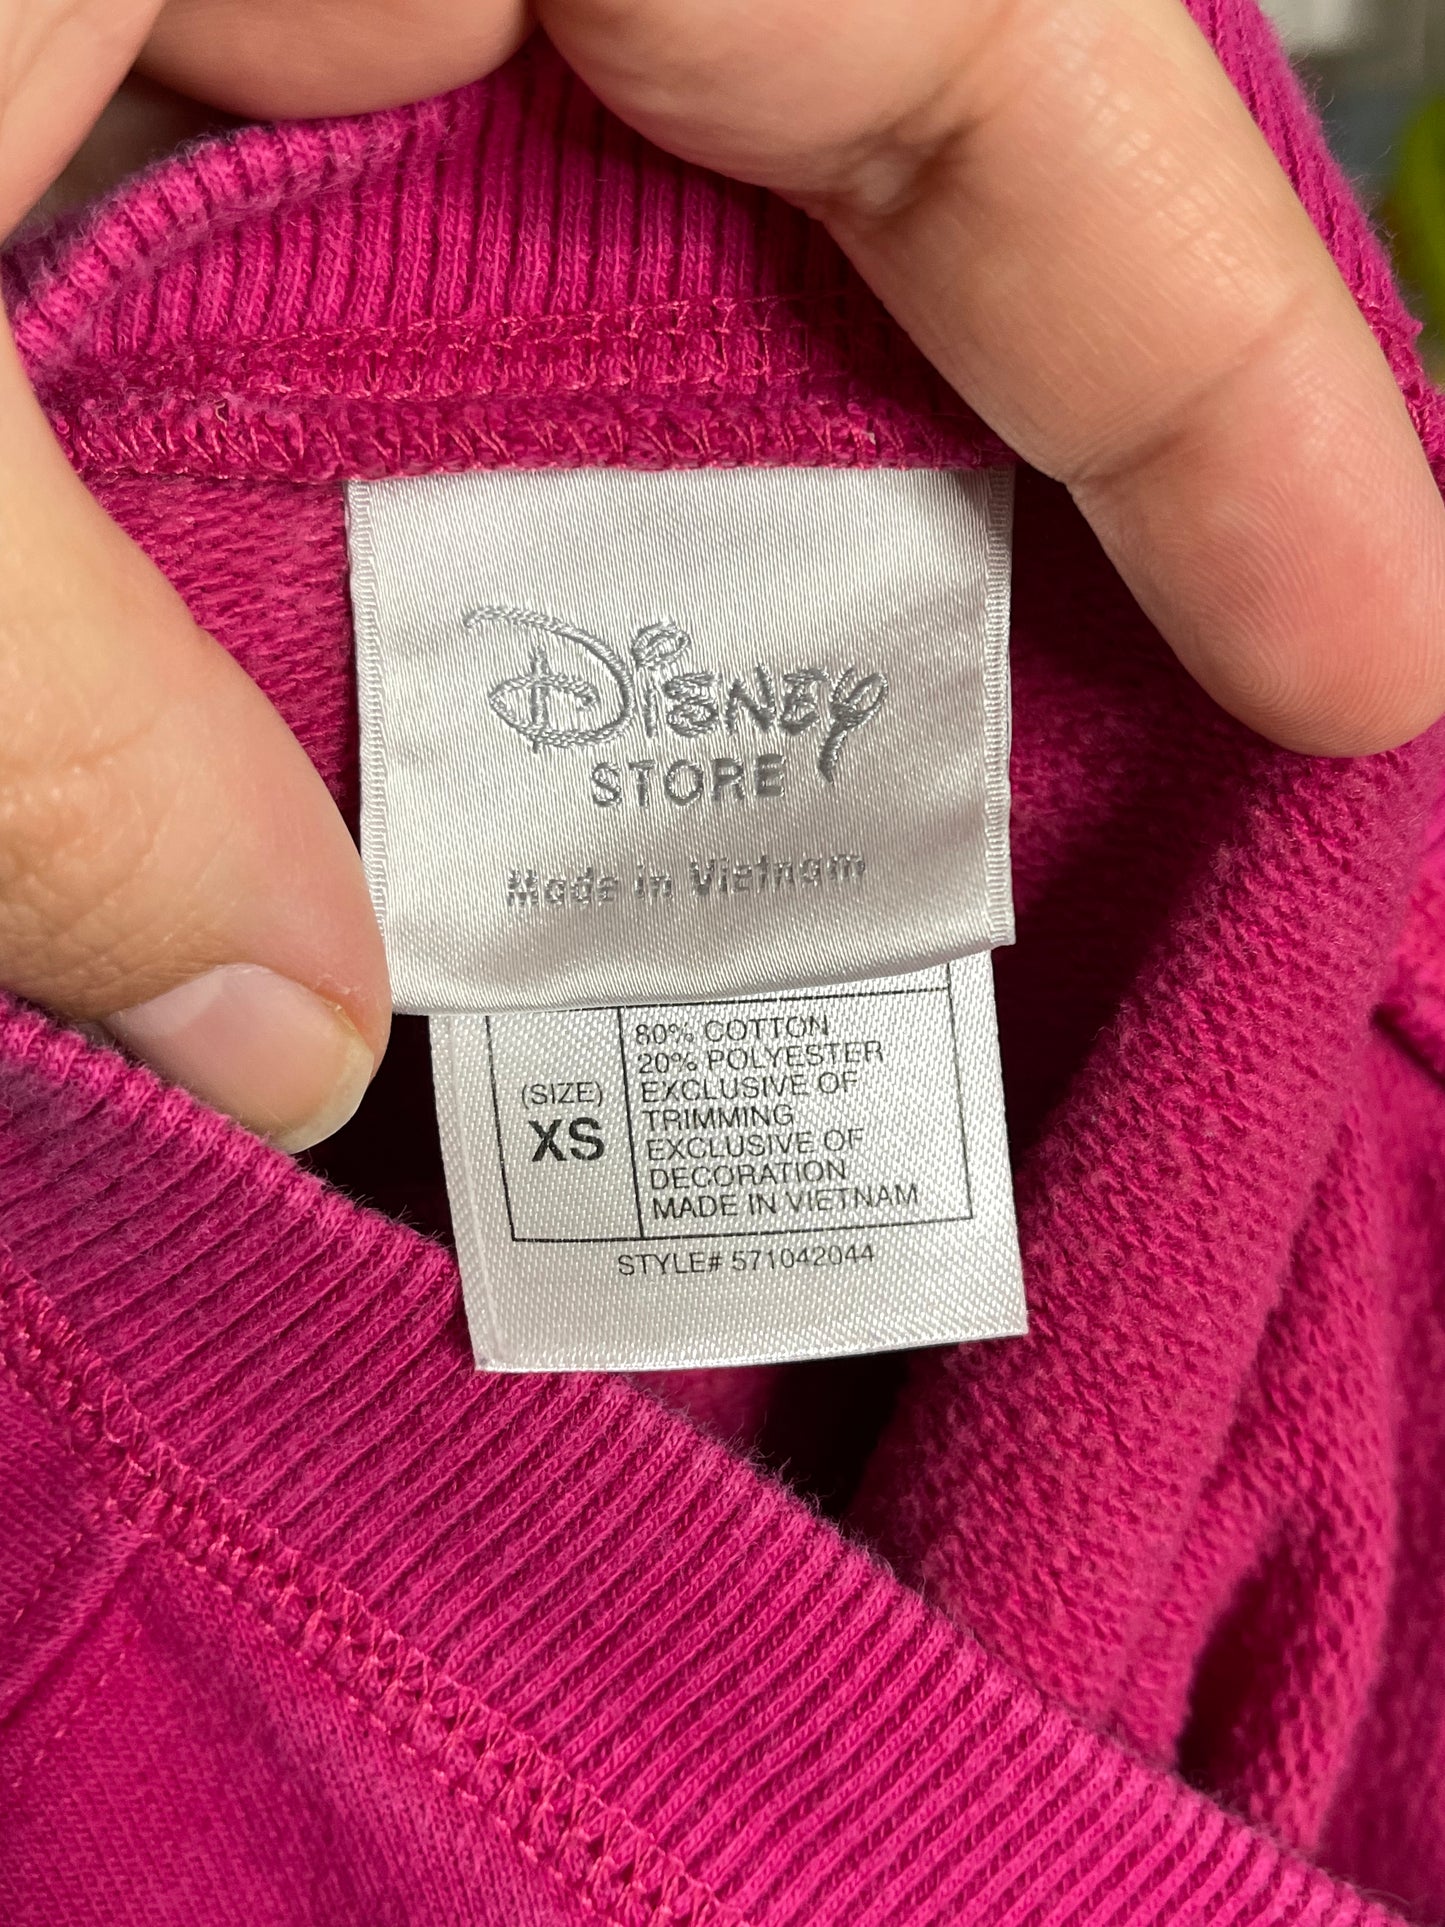 Disney
STORE
Made in Vietnam
80% COTTON
20% POLYESTER
EXCLUSIVE OF
TRIMMING
EXCLUSIVE OF
DECORATION
MADE IN VIETNAM
(SIZE)
XS
STYLE# 571042044